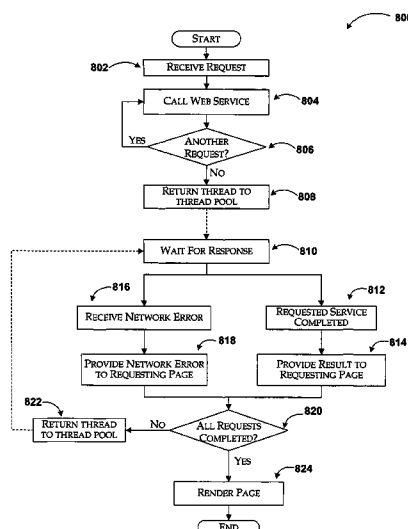 800
START
802
RECEIVE REQUEST
CALL WEB SERVICE
804
YES
ANOTHER
REQUEST?
806
NO
RETURN THREAD TO
THREAD POOL
808
WAIT FOR RESPONSE
810
816
RECEIVE NETWORK ERROR
812
REQUESTED SERVICE
COMPLETED
818
PROVIDE NETWORK ERROR
TO REQUESTING PAGE
814
PROVIDE RESULT TO
REQUESTING PAGE
822
RETURN THREAD
TO THREAD POOL
NO
ALL REQUESTS
COMPLETED?
820
YES
824
RENDER PAGE
END